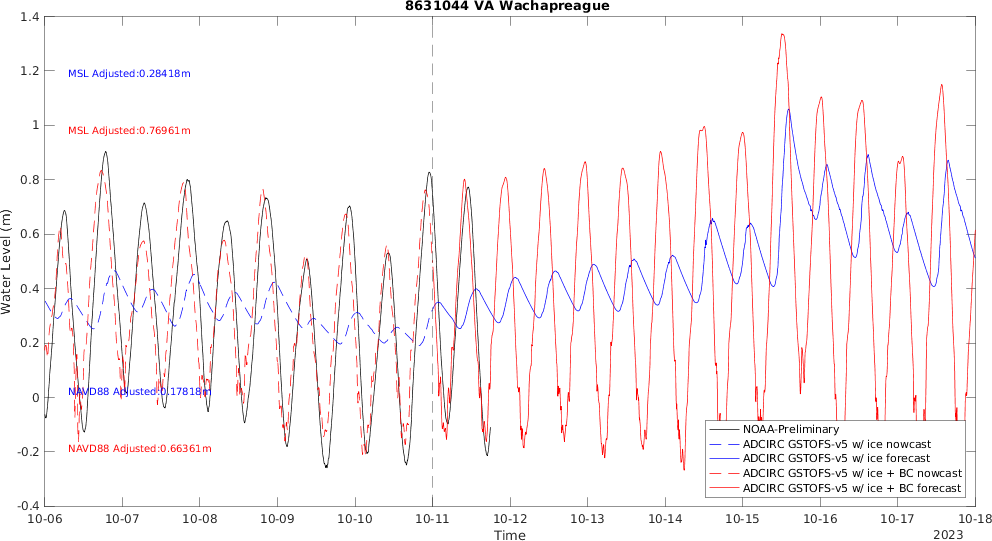 8631044 VA Wachapreague
1.4
1.2
1
0.8
0.6
0.4
0.2
0
-0.2
-0.4
Water Level (m)
MSL Adjusted:0.28418m
MSL Adjusted:0.76961m
NAVD88 Adjusted:0.17818m
NAVD88 Adjusted:0.66361m
NOAA-Preliminary
ADCIRC GSTOFS-v5 w/ ice nowcast
ADCIRC GSTOFS-v5 w/ ice forecast
ADCIRC GSTOFS-v5 w/ ice + BC nowcast
ADCIRC GSTOFS-v5 w/ ice + BC forecast
10-06 10-07 10-08 10-09 10-10 10-11 10-12 10-13 10-14 10-15 10-16 10-17 10-18
Time
2023